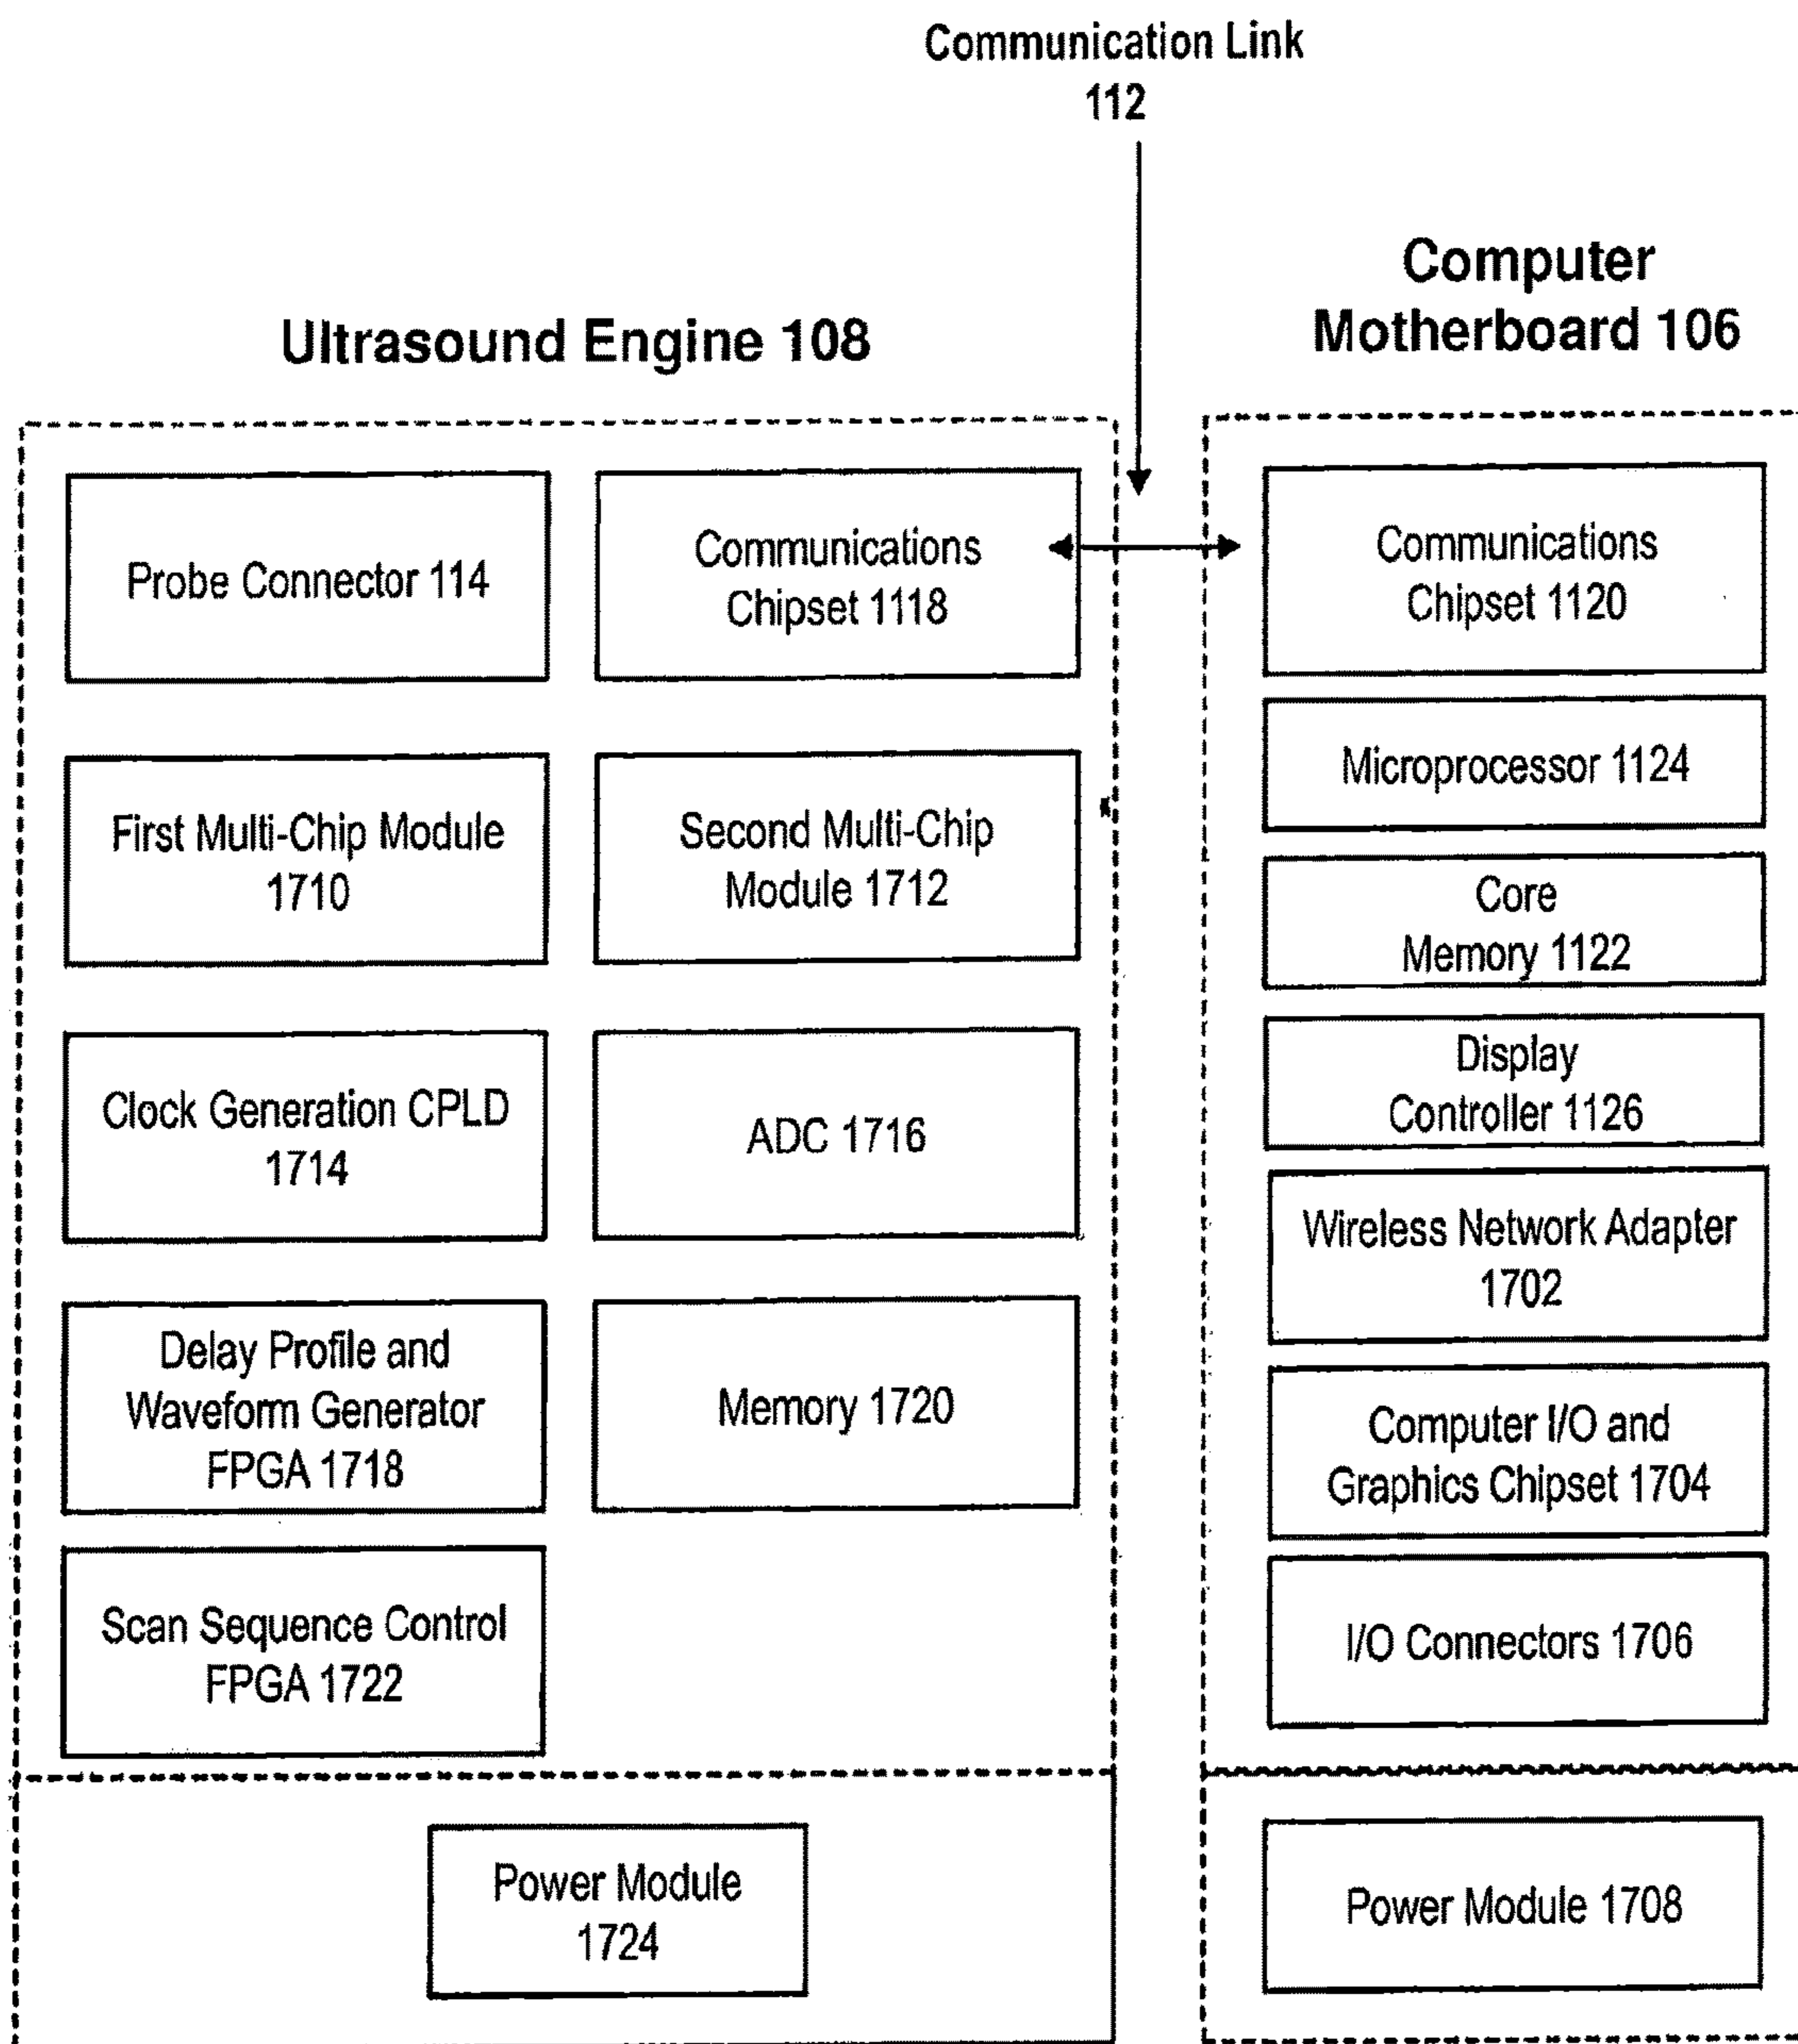 Communication Link
112
Computer
Motherboard 106
Ultrasound Engine 108
Probe Connector 114
Communications
Chipset 1118
First Multi-Chip Module
1710
Second Multi-Chip
Module 1712
Clock Generation CPLD
1714
ADC 1716
Delay Profile and
Waveform Generator
FPGA 1718
Memory 1720
Scan Sequence Control
FPGA 1722
Power Module
1724
Communications
Chipset 1120
Microprocessor 1124
Core
Memory 1122
Display
Controller 1126
Wireless Network Adapter
1702
Computer I/O and
Graphics Chipset 1704
I/O Connectors 1706
Power Module 1708